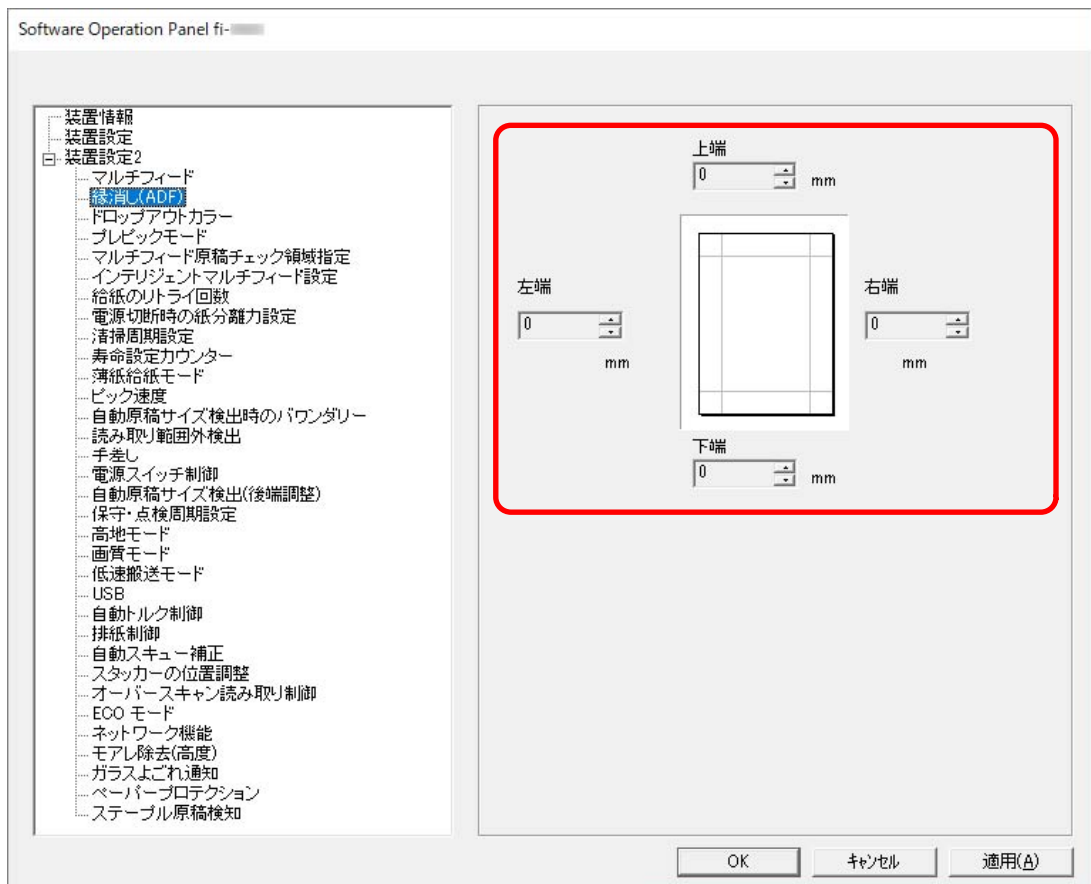 Software Operation Panel fi-
装置情報
装置設定
装置設定2
マルチフィード
縁消し(ADF)
ドロップアウトカラー
プレピックモード
マルチフィード原稿チェック領域指定
インテリジェントマルチフィード設定
給紙のリトライ回数
電源切断時の紙分離力設定
清掃周期設定
寿命設定カウンター
薄紙給紙モード
ピック速度
自動原稿サイズ検出時のバウンダリー
読み取り範囲外検出
手差し
電源スイッチ制御
自動原稿サイズ検出(後端調整)
保守・点検周期設定
高地モード
画質モード
低速搬送モード
USB
自動トルク制御
排紙制御
自動スキュー補正
スタッカーの位置調整
オーバースキャン読み取り制御
ECO モード
ネットワーク機能
モアレ除去(高度)
ガラスよごれ通知
ペーパープロテクション
ステープル原稿検知
上端
0 mm
左端
0
mm
右端
0
mm
下端
0 mm
OK キャンセル 適用(A)